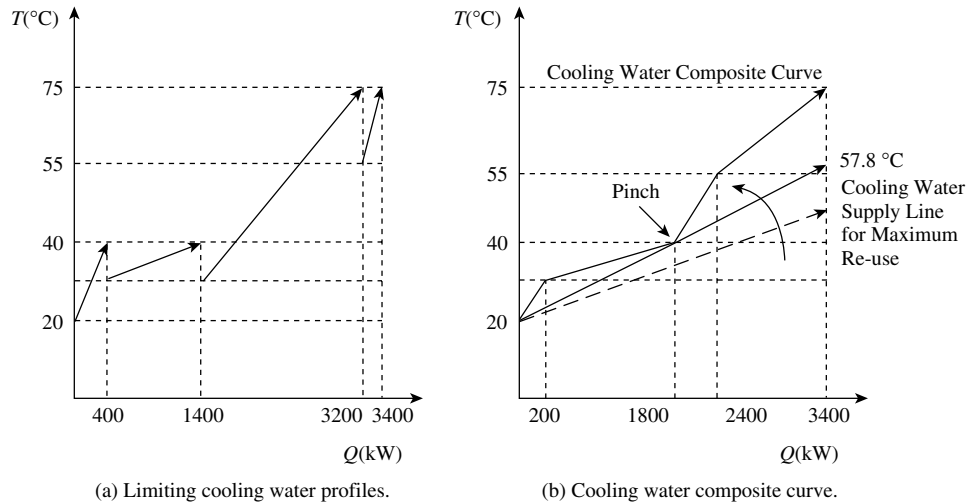 T(°C)
75
55
40
20
400
1400
3200
3400
Q(kW)
(a) Limiting cooling water profiles.
T(°C)
Cooling Water Composite Curve
75
57.8 °C
55
Cooling Water
Supply Line
for Maximum
Re-use
Pinch
40
20
200
1800
2400
3400
Q(kW)
(b) Cooling water composite curve.